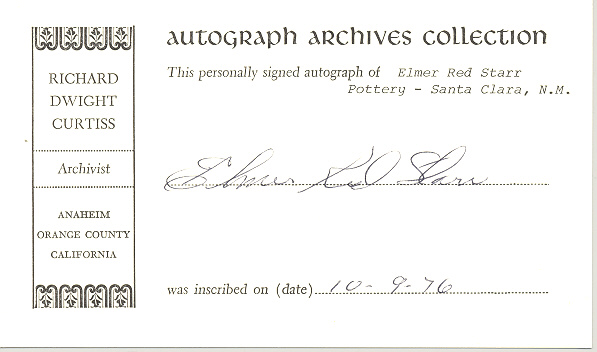 autograph archives collection
RICHARD
DWIGHT
CURTISS
Archivist
ANAHEIM
ORANGE COUNTY
CALIFORNIA
This personally signed autograph of Elmer Red Starr
Pottery - Santa Clara, N.M.
Elmer Red Starr
was inscribed on (date) 10-9-76